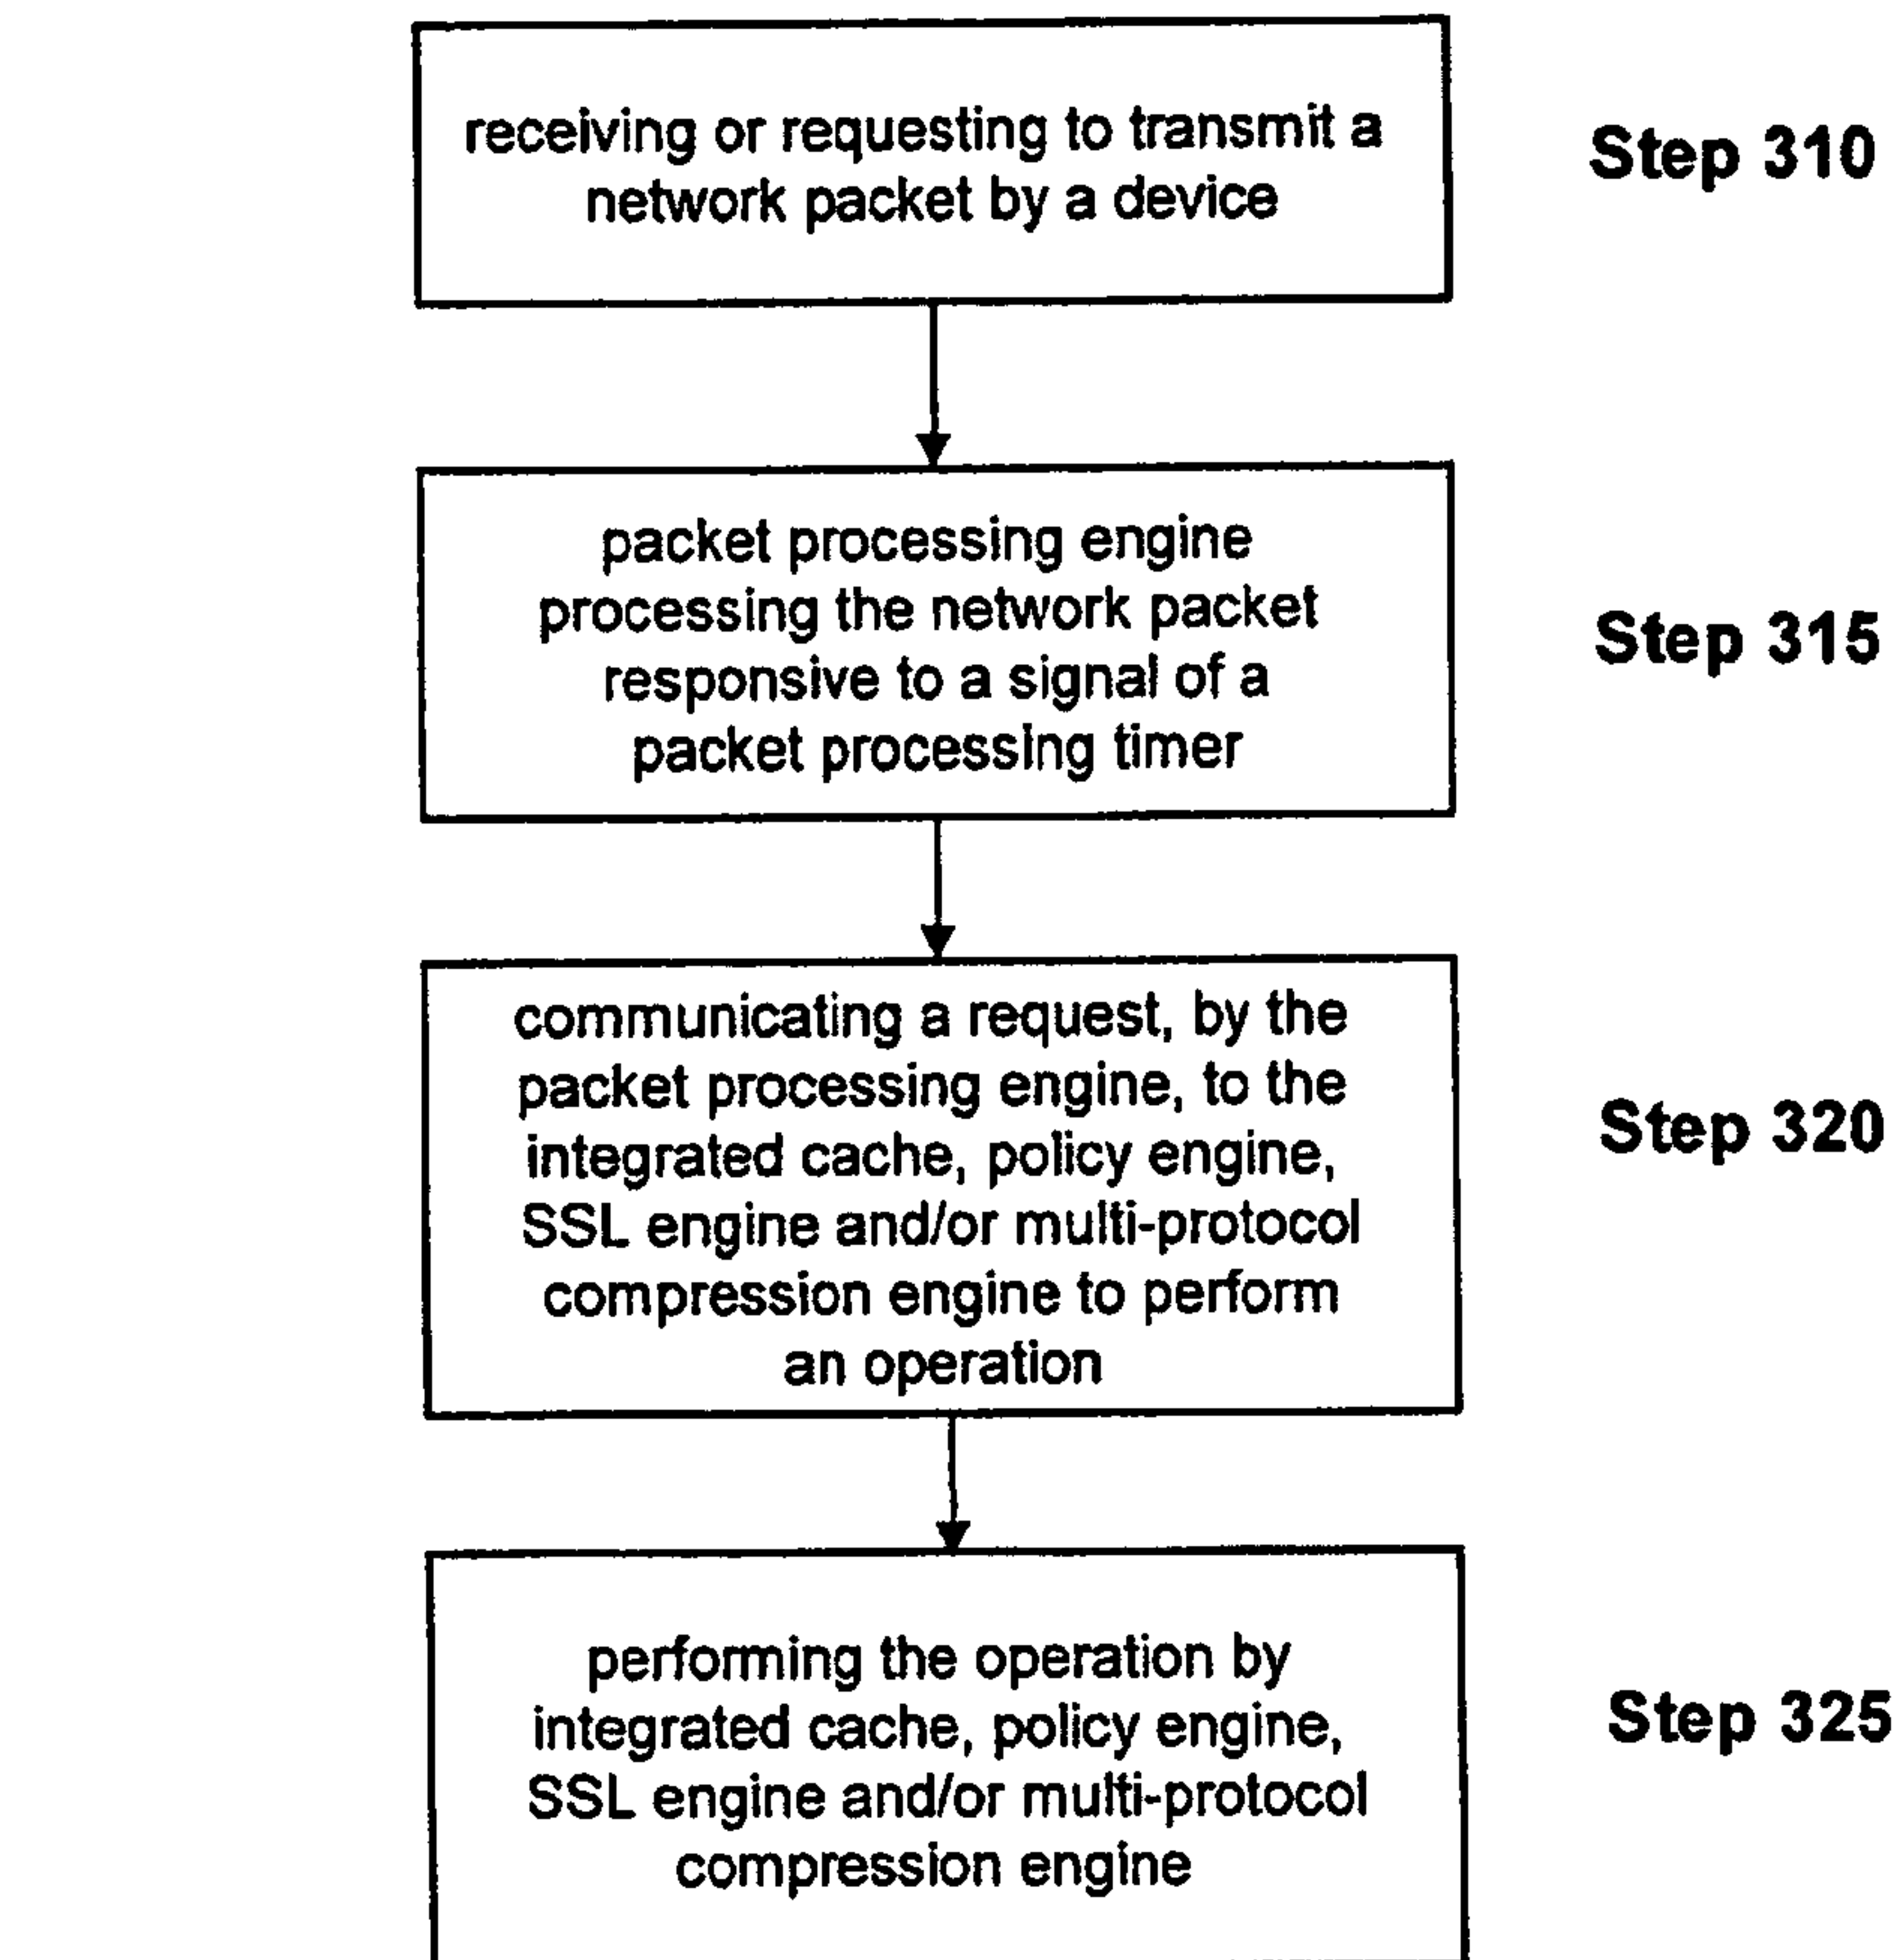 receiving or requesting to transmit a
network packet by a device
Step 310
packet processing engine
processing the network packet
responsive to a signal of a
packet processing timer
Step 315
communicating a request, by the
packet processing engine, to the
integrated cache, policy engine,
SSL engine and/or multi-protocol
compression engine to perform
an operation
Step 320
performing the operation by
integrated cache, policy engine,
SSL engine and/or multi-protocol
compression engine
Step 325